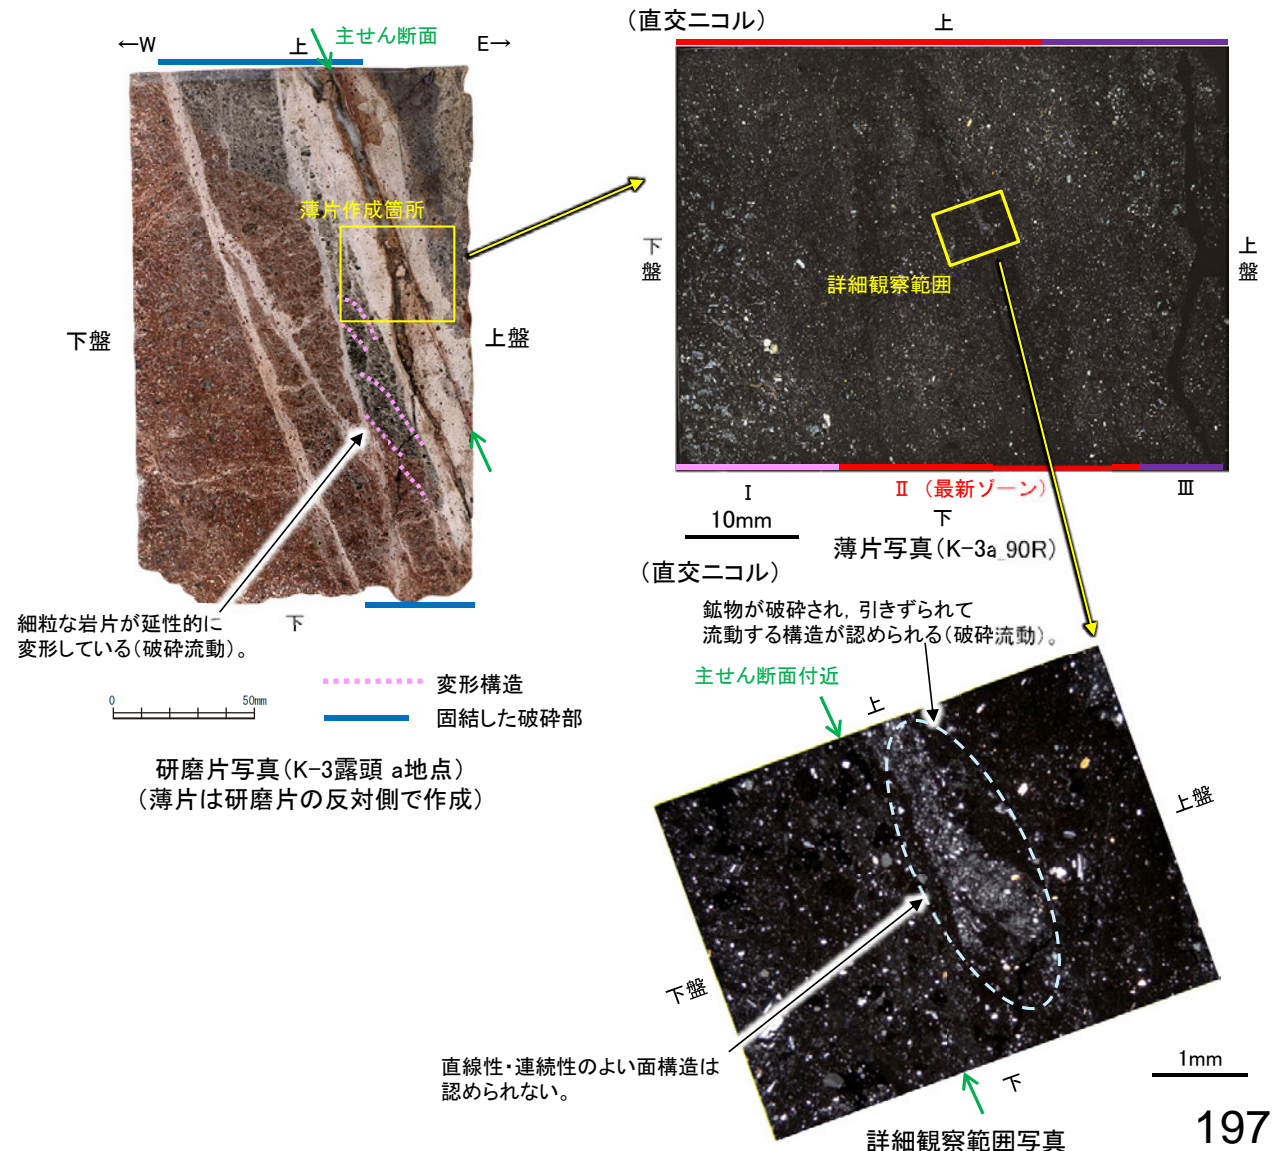 ←W
上
主せん断面
E→
薄片作成箇所
下盤
上盤
細粒な岩片が延性的に
変形している(破砕流動)。
下
0
50mm
変形構造
固結した破砕部
研磨片写真(K-3露頭 a地点)
(薄片は研磨片の反対側で作成)
(直交ニコル)
上
下
盤
上
盤
詳細観察範囲
Ⅰ
Ⅱ (最新ゾーン)
Ⅲ
10mm
下
薄片写真(K-3a_90R)
(直交ニコル)
鉱物が破砕され,引きずられて
流動する構造が認められる(破砕流動)。
主せん断面付近
上
上盤
下盤
直線性・連続性のよい面構造は
認められない。
下
1mm
詳細観察範囲写真
197